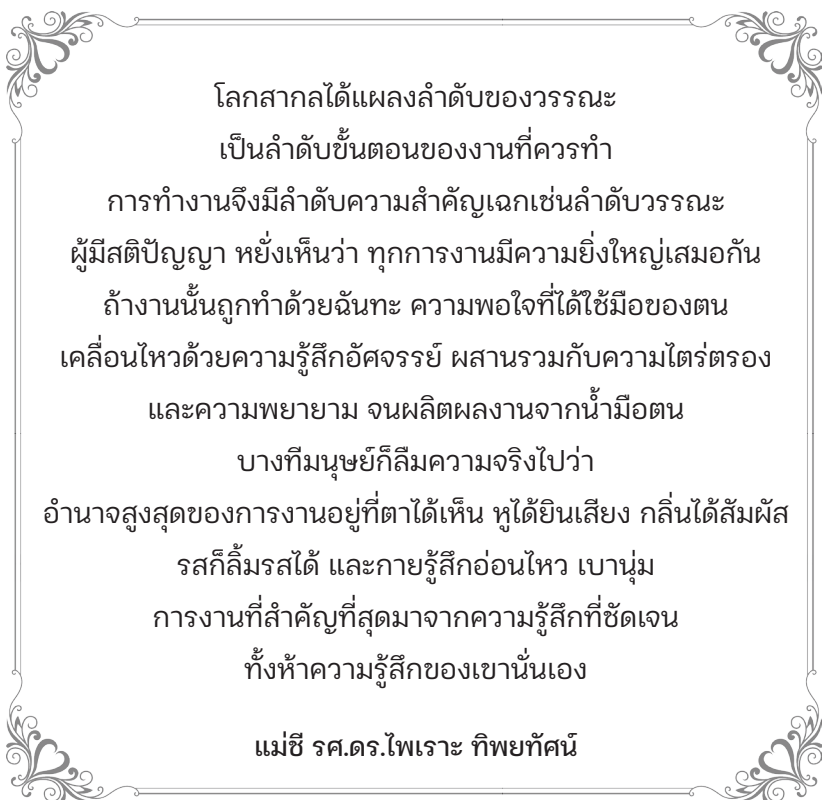 โลกสากลได้แผลงลำดับของวรรณะ
เป็นลำดับขั้นตอนของงานที่ควรทำ
การทำงานจึงมีลำดับความสำคัญเฉกเช่นลำดับวรรณะ
ผู้มีสติปัญญา หยั่งเห็นว่า ทุกการงานมีความยิ่งใหญ่เสมอกัน
ถ้างานนั้นถูกทำด้วยฉันทะ ความพอใจที่ได้ใช้มือของตน
เคลื่อนไหวด้วยความรู้สึกอัศจรรย์ ผสานรวมกับความไตร่ตรอง
และความพยายาม จนผลิตผลงานจากน้ำมือตน
บางทีมนุษย์ก็ลืมความจริงไปว่า
อำนาจสูงสุดของการงานอยู่ที่ตาได้เห็น หูได้ยินเสียง กลิ่นได้สัมผัส
รสก็ลิ้มรสได้ และกายรู้สึกอ่อนไหว เบานุ่ม
การงานที่สำคัญที่สุดมาจากความรู้สึกที่ชัดเจน
ทั้งห้าความรู้สึกของเขานั่นเอง
แม่ชี รศ.ดร.ไพเราะ ทิพยทัศน์